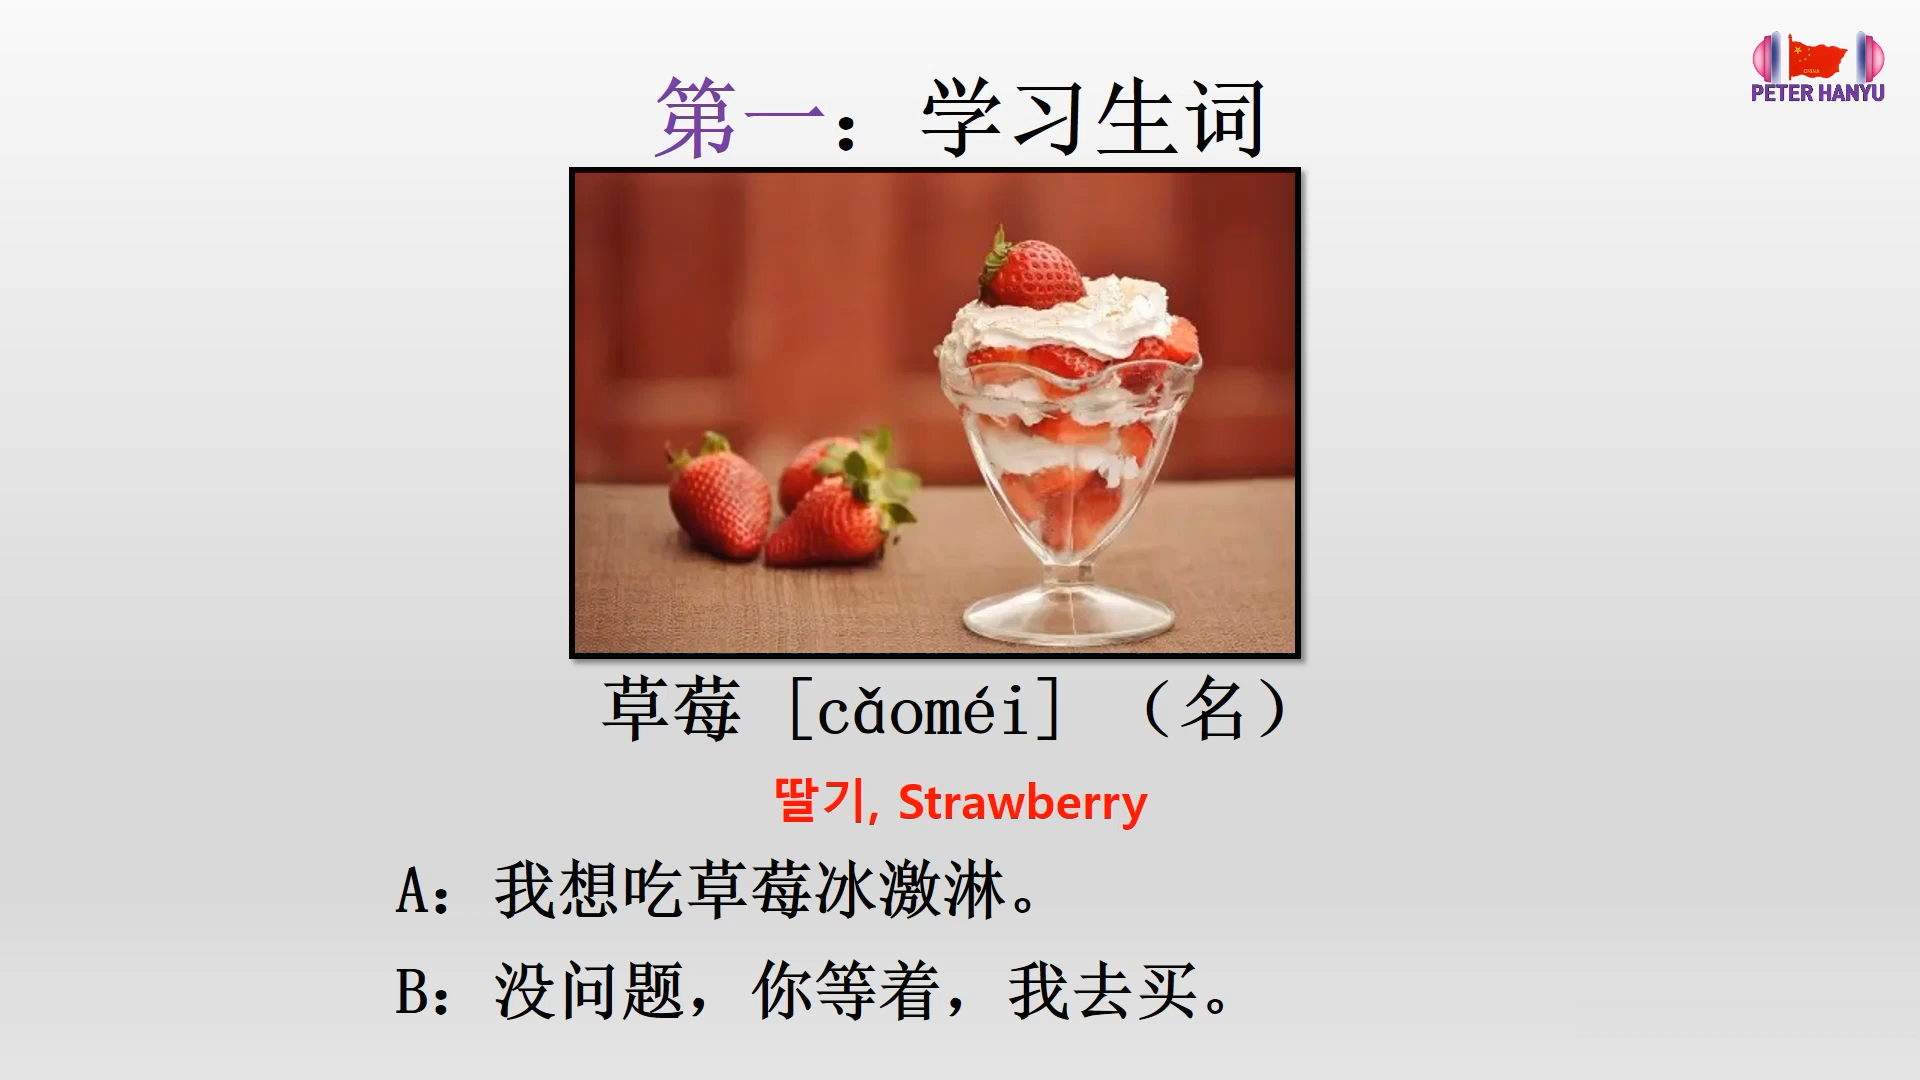 PETER HANYU
第一：学习生词
草莓 [cǎoméi] （名）
딸기, Strawberry
A：我想吃草莓冰激淋。
B：没问题，你等着，我去买。